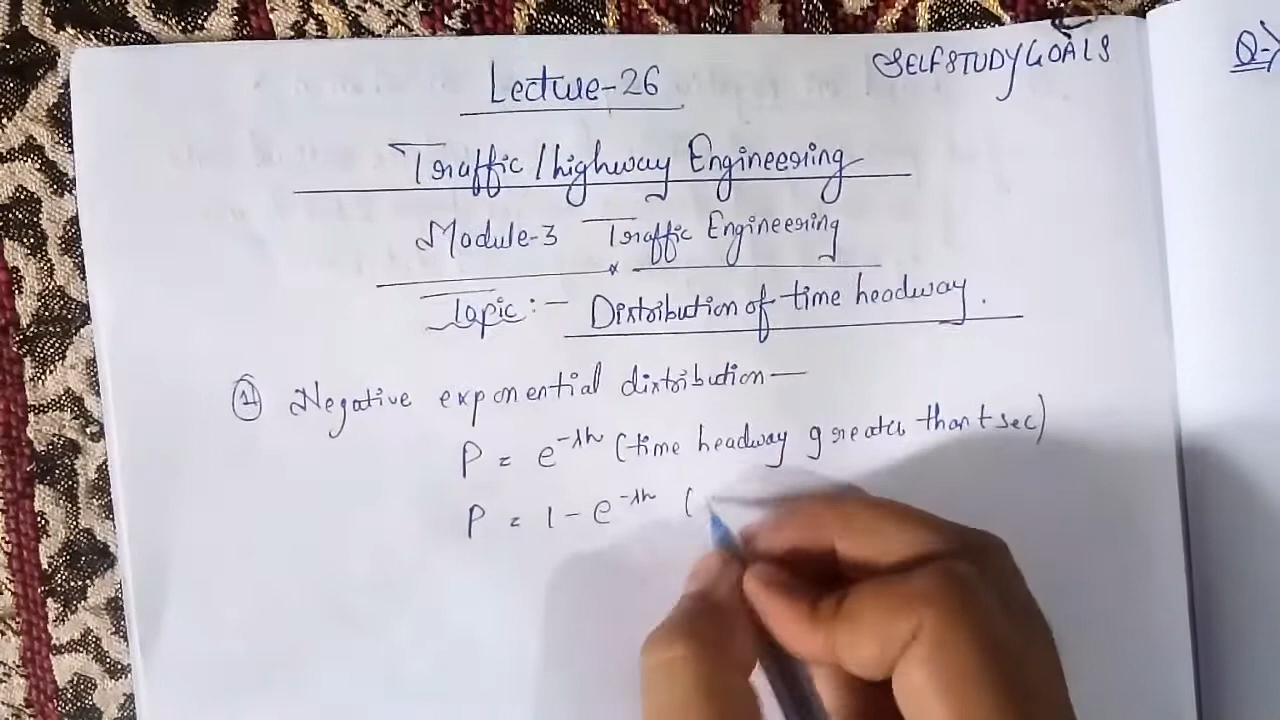 Lecture-26
SELFSTUDYGOALS
Q-)
Traffic/highway Engineering
Module-3 Traffic Engineering
Topic:- Distribution of time headway.
① Negative exponential distribution—
P = e^-λh (time headway greater than t sec)
P = 1 - e^-λh (